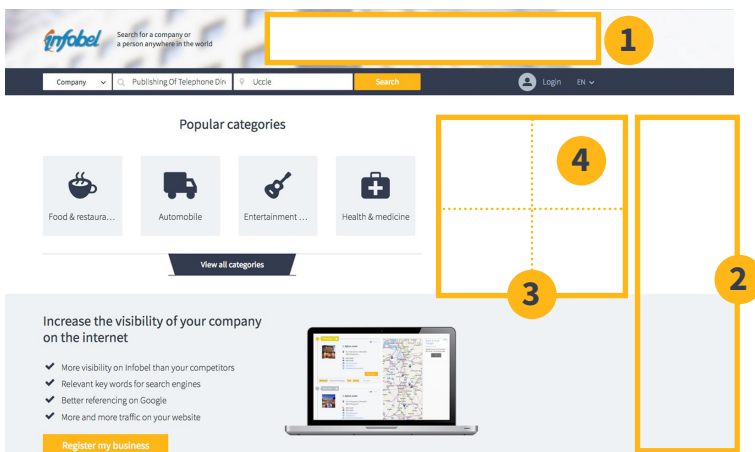 infobel
Search for a company or
a person anywhere in the world
1
Company
Publishing Of Telephone Dir
Uccle
Search
Login
EN
Popular categories
4
Food & restaura...
Automobile
Entertainment ...
Health & medicine
View all categories
2
3
Increase the visibility of your company
on the internet
More visibility on Infobel than your competitors
Relevant key words for search engines
Better referencing on Google
More and more traffic on your website
Register my business